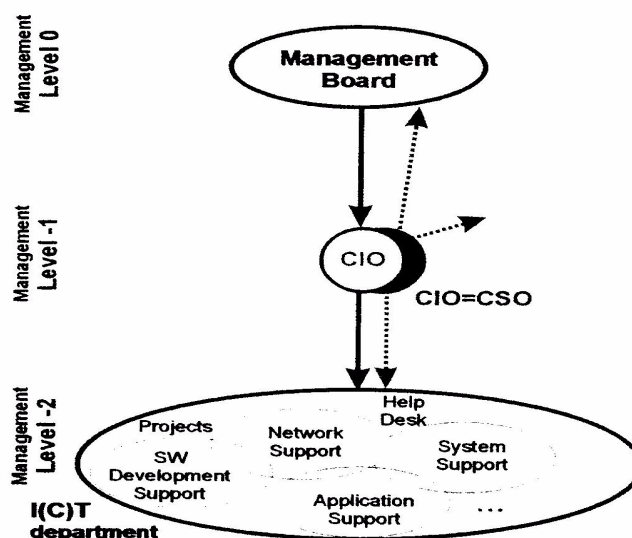 Management
Level 0
Management
Board
Management
Level -1
CIO
CIO=CSO
Management
Level -2
Help
Desk
Projects
Network
Support
System
Support
SW
Development
Support
Application
Support
...
I(C)T
department